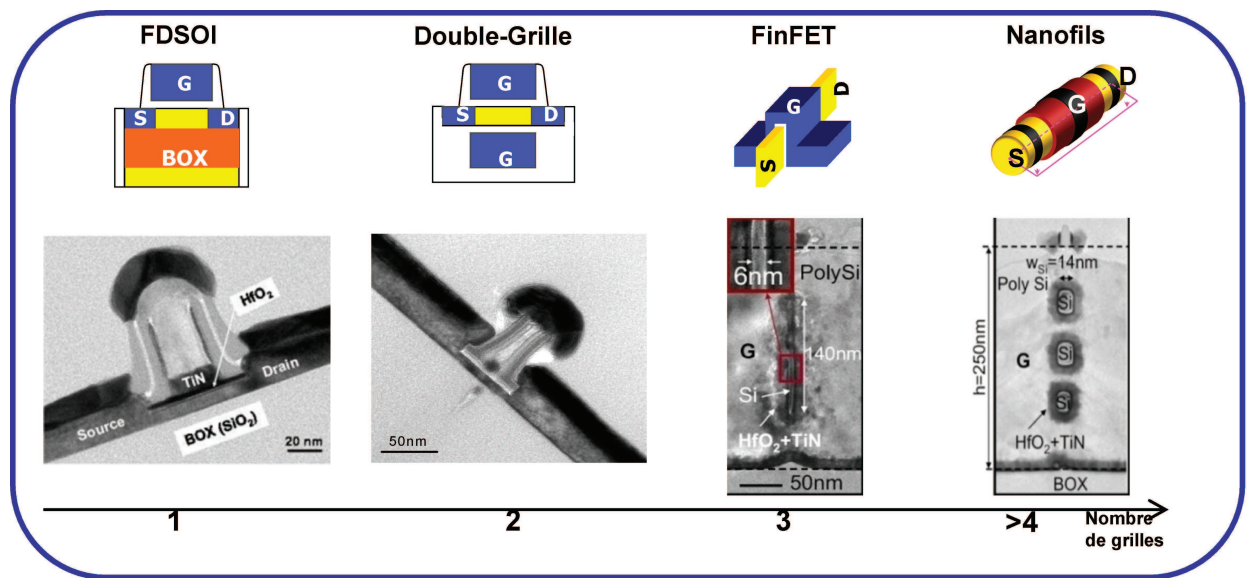 FDSOI
Double-Grille
FinFET
Nanofils
G
S
D
BOX
G
S
D
G
G
D
S
D
G
S
HfO2
TiN
Drain
Source
BOX (SiO2)
20 nm
50nm
6nm
PolySi
G
140nm
Si
HfO2+TiN
50nm
wSi=14nm
Poly Si
Si
Si
Si
G
h=250nm
HfO2+TiN
BOX
1
2
3
>4
Nombre
de grilles